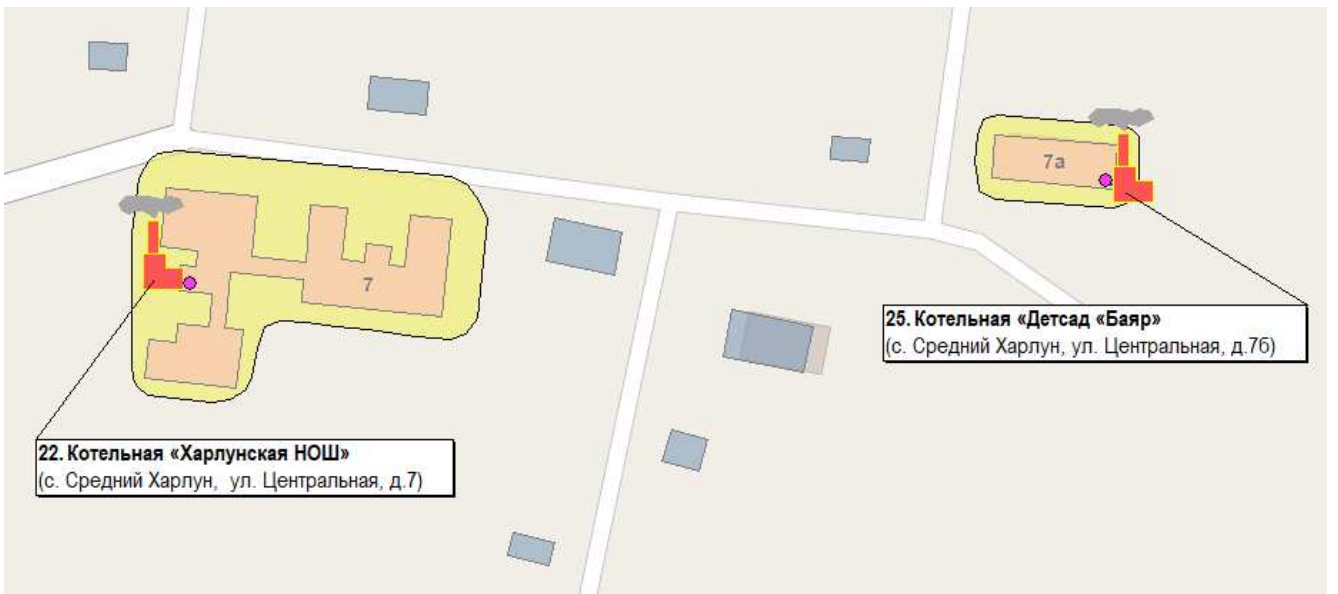 7а
7
25. Котельная «Детсад «Баяр»
(с. Средний Харлун, ул. Центральная, д.7б)
22. Котельная «Харлунская НОШ»
(с. Средний Харлун, ул. Центральная, д.7)